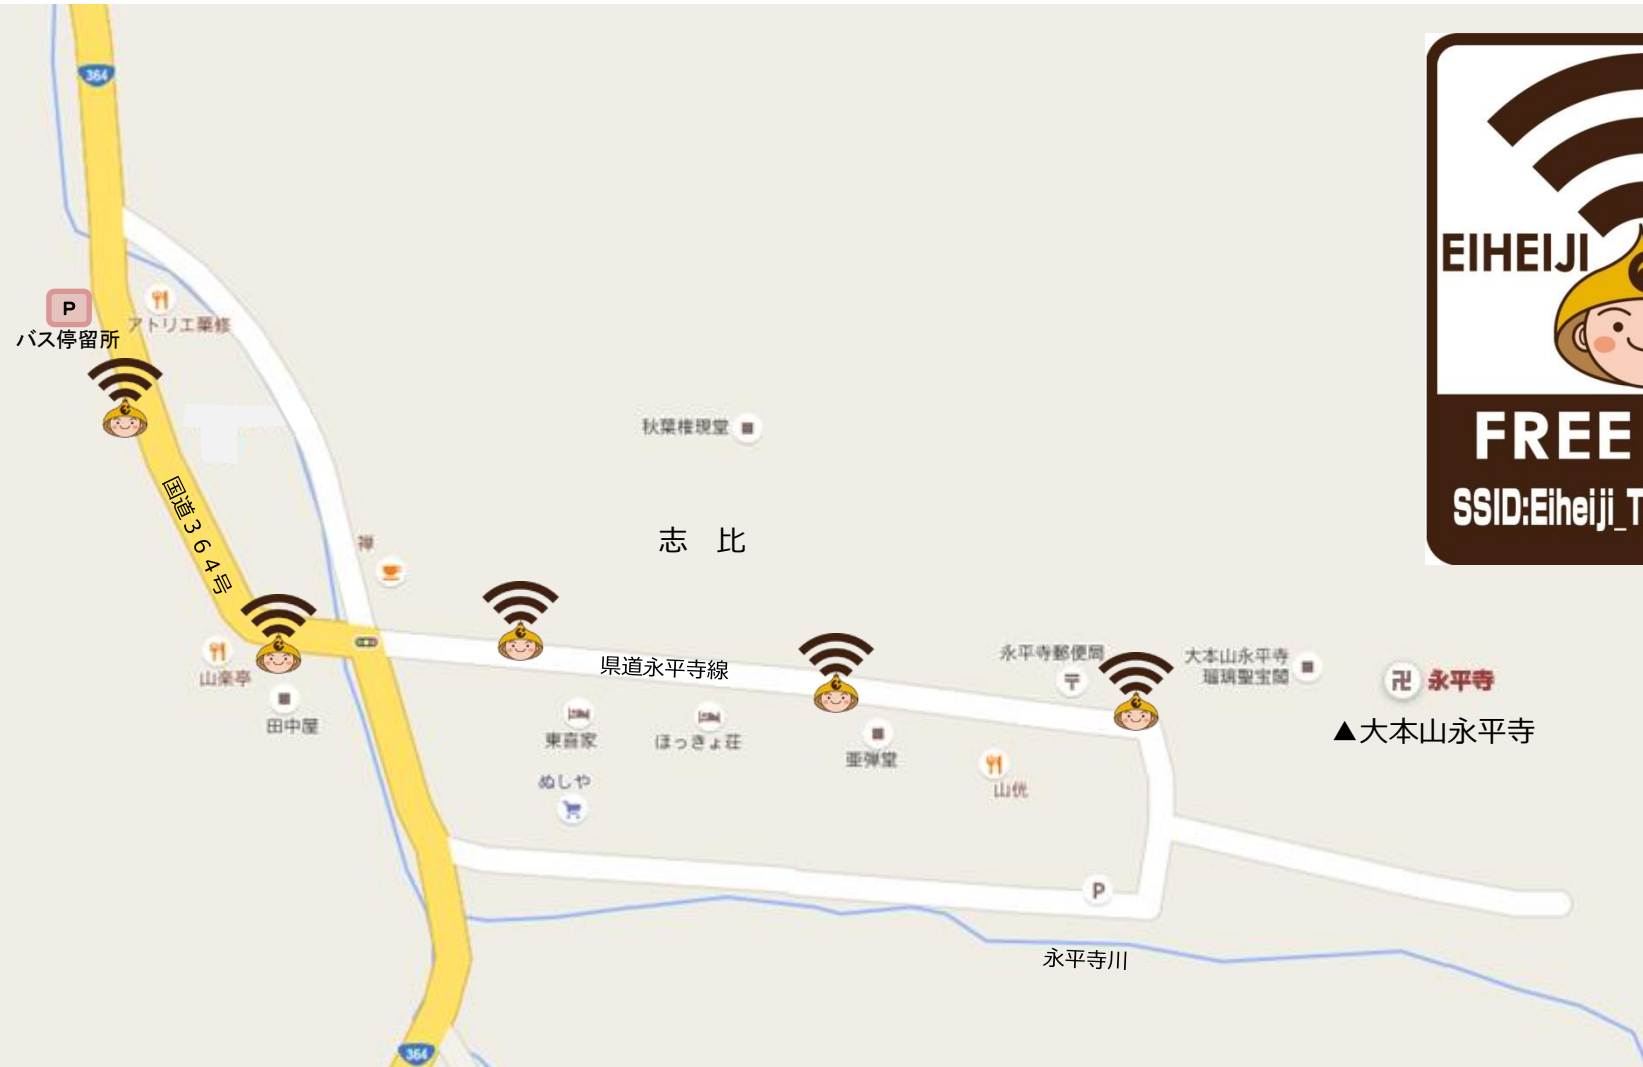 364
P
バス停留所
アトリエ菓修
EIHEIJI
FREE
SSID:Eiheiji_T
秋葉権現堂
国道364号
志 比
禅
県道永平寺線
永平寺郵便局
〒
大本山永平寺
瑠璃聖宝閣
卍 永平寺
▲大本山永平寺
山楽亭
田中屋
東喜家
ほっきょ荘
亜弾堂
ぬしや
P
永平寺川
364